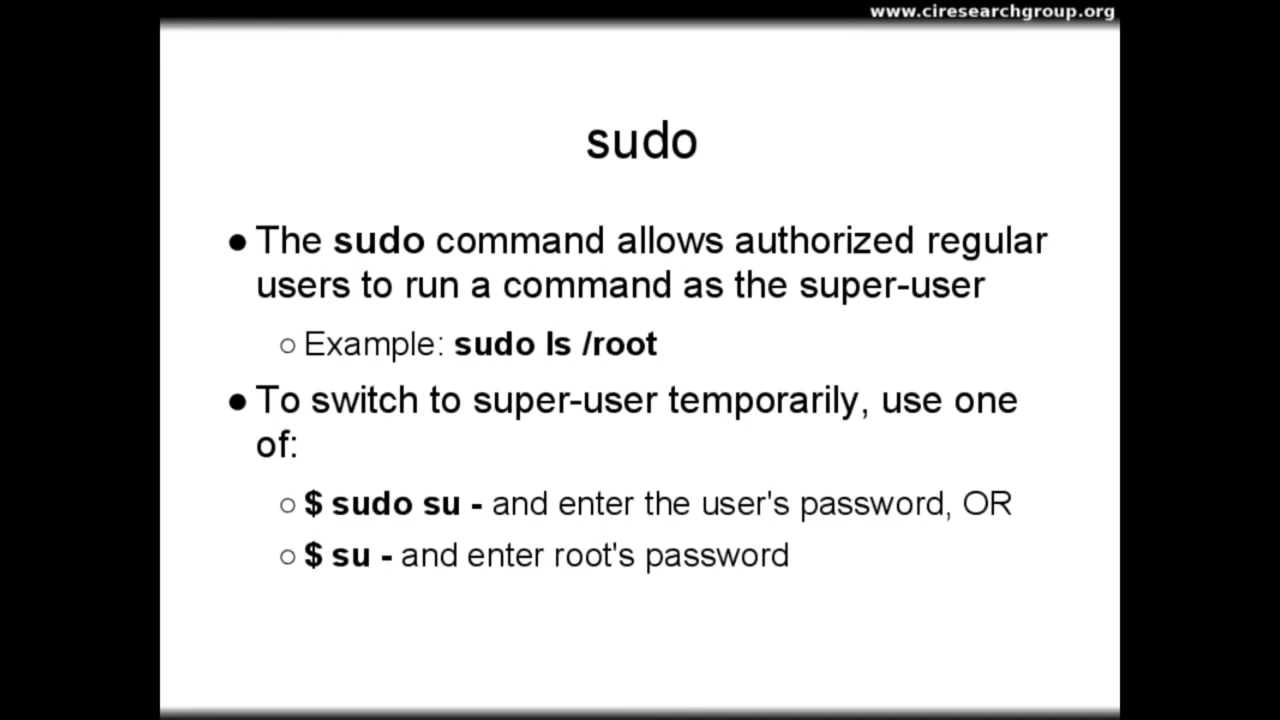 www.ciresearchgroup.org
sudo
● The sudo command allows authorized regular
users to run a command as the super-user
○ Example: sudo ls /root
● To switch to super-user temporarily, use one
of:
○ $ sudo su - and enter the user's password, OR
○ $ su - and enter root's password